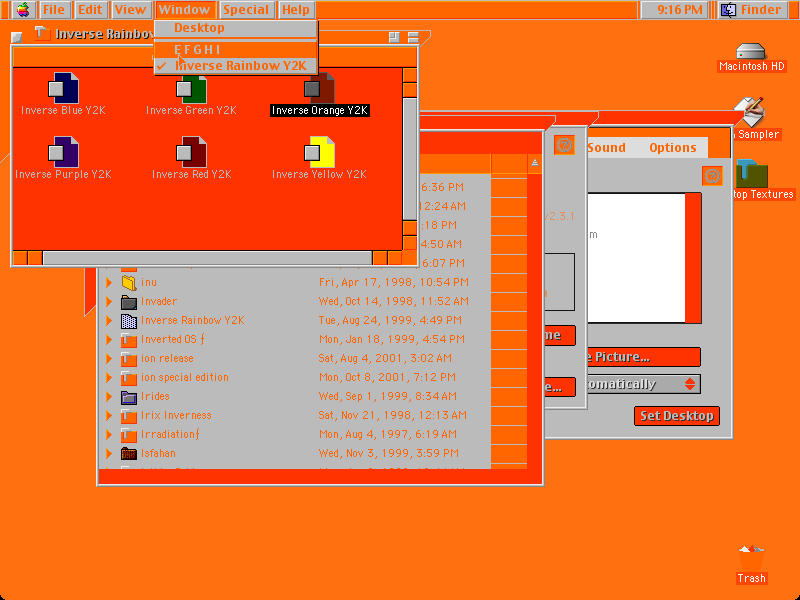 File Edit View Window Special Help 9:16 PM Finder
Desktop
E F G H I
✓ Inverse Rainbow Y2K
Inverse Rainbow
Inverse Blue Y2K Inverse Green Y2K Inverse Orange Y2K
Inverse Purple Y2K Inverse Red Y2K Inverse Yellow Y2K
Macintosh HD
Sampler
top Textures
Trash
Sound Options
v2.3.1
m
me
e Picture...
e...
omatically
Set Desktop
6:36 PM
12:24 AM
:18 PM
4:50 AM
6:07 PM
inu Fri, Apr 17, 1998, 10:54 PM
Invader Wed, Oct 14, 1998, 11:52 AM
Inverse Rainbow Y2K Tue, Aug 24, 1999, 4:49 PM
Inverted OS ƒ Mon, Jan 18, 1999, 4:54 PM
ion release Sat, Aug 4, 2001, 3:02 AM
ion special edition Mon, Oct 8, 2001, 7:12 PM
Irides Wed, Sep 1, 1999, 8:34 AM
Irix Inverness Sat, Nov 21, 1998, 12:13 AM
Irradiationƒ Mon, Aug 4, 1997, 6:19 AM
Isfahan Wed, Nov 3, 1999, 3:59 PM